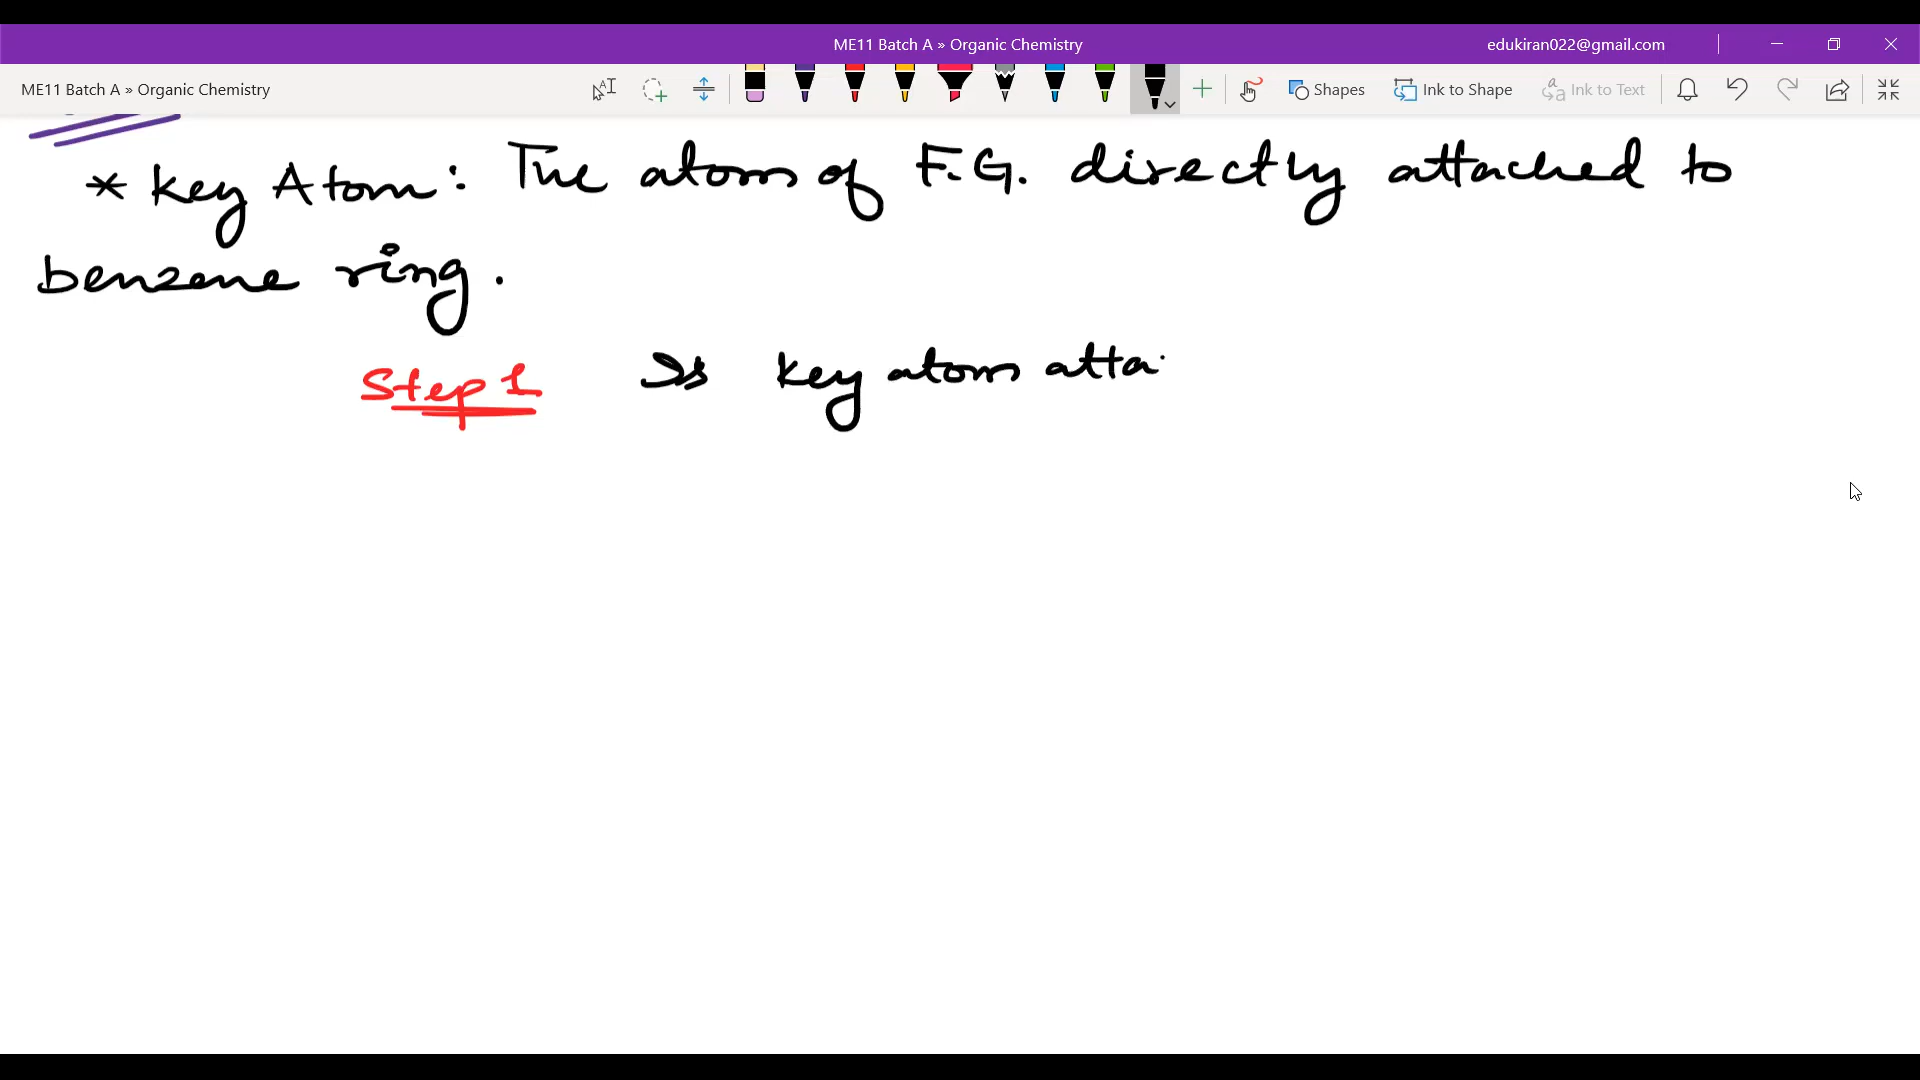 ME11 Batch A » Organic Chemistry
edukiran022@gmail.com
ME11 Batch A » Organic Chemistry
Shapes
Ink to Shape
Ink to Text
* Key Atom: The atom of F.G. directly attached to
benzene ring.
Step 1 Is key atom atta